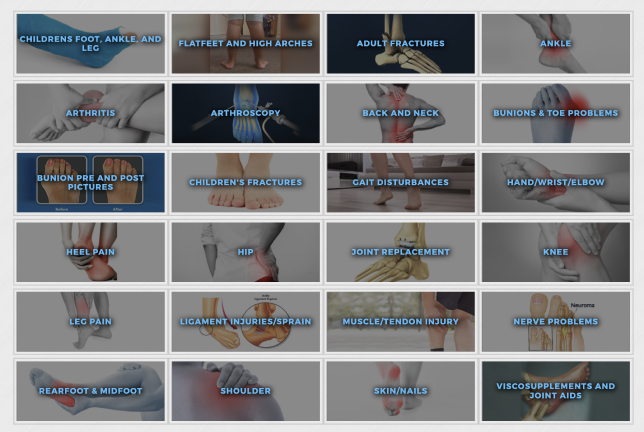 CHILDRENS FOOT, ANKLE, AND
LEG
FLATFEET AND HIGH ARCHES
ADULT FRACTURES
ANKLE
ARTHRITIS
ARTHROSCOPY
BACK AND NECK
BUNIONS & TOE PROBLEMS
BUNION PRE AND POST
PICTURES
CHILDREN'S FRACTURES
GAIT DISTURBANCES
HAND/WRIST/ELBOW
HEEL PAIN
HIP
JOINT REPLACEMENT
KNEE
LEG PAIN
LIGAMENT INJURIES/SPRAIN
MUSCLE/TENDON INJURY
Neuroma
NERVE PROBLEMS
REARFOOT & MIDFOOT
SHOULDER
SKIN/NAILS
VISCOSUPPLEMENTS AND
JOINT AIDS